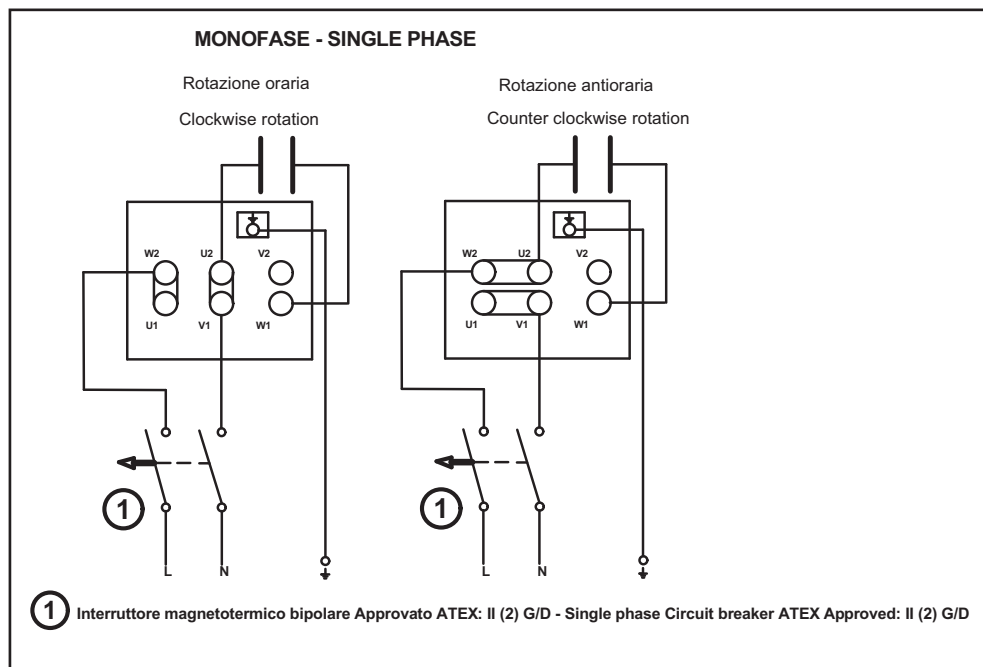 MONOFASE - SINGLE PHASE
Rotazione oraria
Clockwise rotation
W2 U2 V2
U1 V1 W1
1
L N
Rotazione antioraria
Counter clockwise rotation
W2 U2 V2
U1 V1 W1
1
L N
1 Interruttore magnetotermico bipolare Approvato ATEX: II (2) G/D - Single phase Circuit breaker ATEX Approved: II (2) G/D